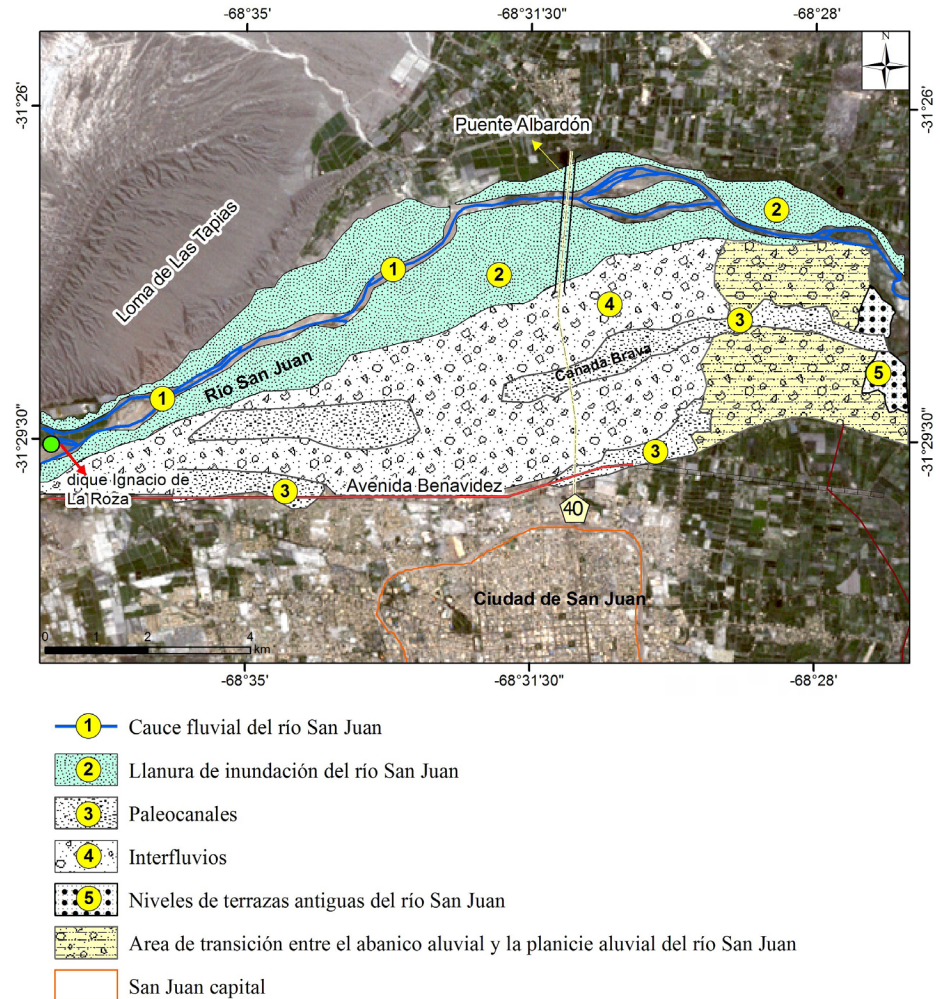 -68°35' -68°31'30" -68°28'
N
-31°26' -31°26'
Puente Albardón
2
1
2
Loma de Las Tapias
4
3
Cañada Brava
Río San Juan
5
1
-31°29'30" -31°29'30"
3
dique Ignacio de
La Roza
Avenida Benavidez
3
40
Ciudad de San Juan
0 2 4
km
-68°35' -68°31'30" -68°28'
1 Cauce fluvial del río San Juan
2 Llanura de inundación del río San Juan
3 Paleocanales
4 Interfluvios
5 Niveles de terrazas antiguas del río San Juan
Area de transición entre el abanico aluvial y la planicie aluvial del río San Juan
San Juan capital